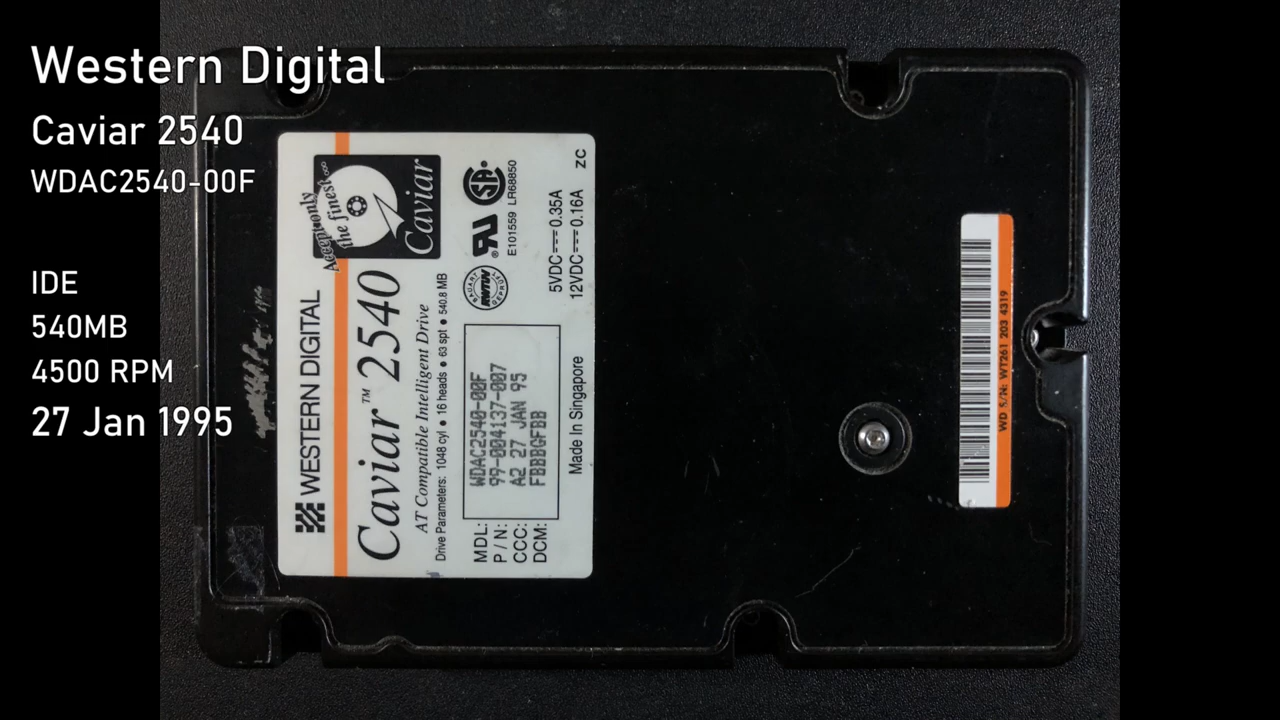 Western Digital
Caviar 2540
WDAC2540-00F
IDE
540MB
4500 RPM
27 Jan 1995
WESTERN DIGITAL
Caviar™ 2540
AT Compatible Intelligent Drive
Drive Parameters: 1048 cyl • 16 heads • 63 spt • 540.8 MB
Accept only
the finest
Caviar
MDL: WDAC2540-00F
P/N: 99-004137-007
CCC: A2 27 JAN 95
DCM: FBBBGFBB
BAUART
RWTÜV
GEPRÜFT
E101559 LR68850
5VDC 0.35A
12VDC 0.16A
Made In Singapore
ZC
WD S/N: WT261 203 4319